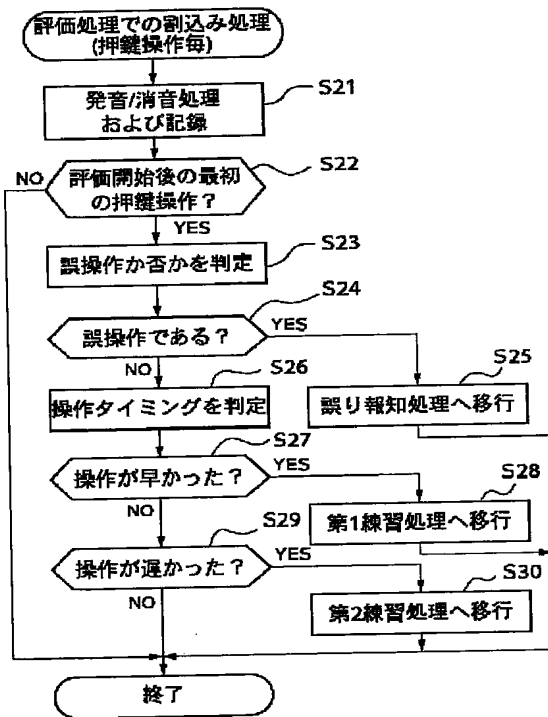 評価処理での割込み処理
(押鍵操作毎)
S21
発音/消音処理
および記録
S22
NO
評価開始後の最初
の押鍵操作？
YES
S23
誤操作か否かを判定
S24
誤操作である？
YES
NO
S25
S26
操作タイミングを判定
誤り報知処理へ移行
S27
操作が早かった？
YES
S28
NO
第1練習処理へ移行
S29
操作が遅かった？
YES
S30
NO
第2練習処理へ移行
終了